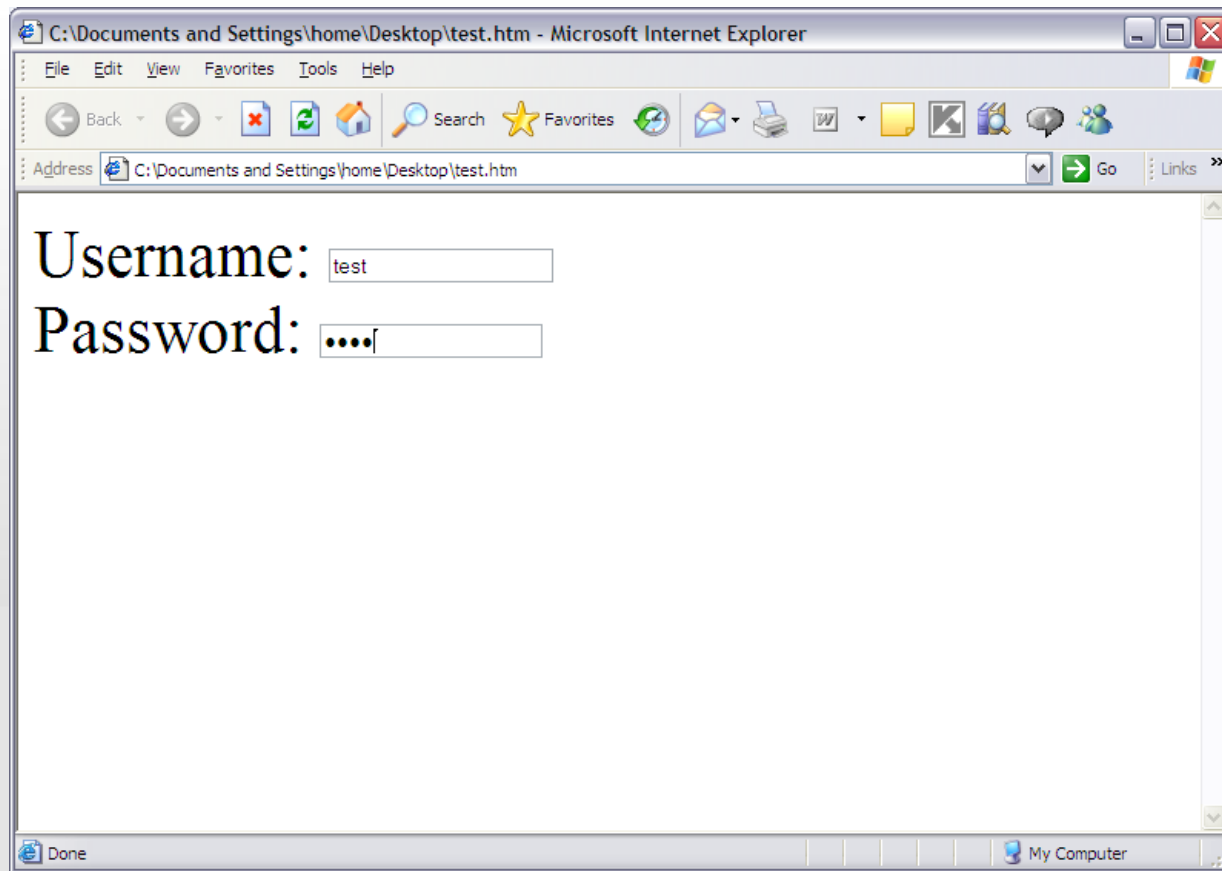 C:\Documents and Settings\home\Desktop\test.htm - Microsoft Internet Explorer
File Edit View Favorites Tools Help
Back Search Favorites W K
Address C:\Documents and Settings\home\Desktop\test.htm Go Links »
Username: test
Password: ••••
Done My Computer